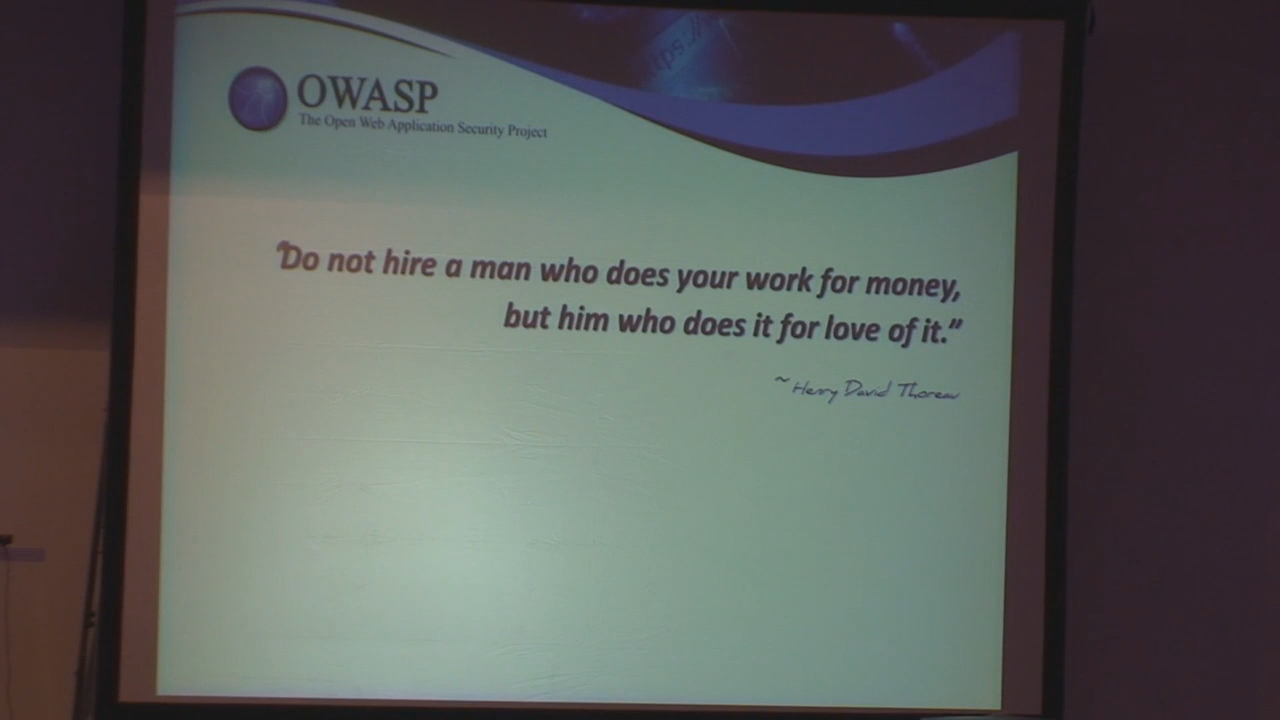 tps://
OWASP
The Open Web Application Security Project
“Do not hire a man who does your work for money,
but him who does it for love of it.”
~ Henry David Thoreau